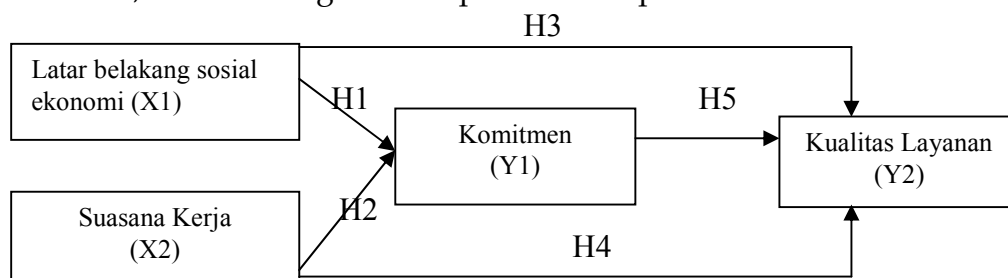 H3
Latar belakang sosial
ekonomi (X1)
H1
H5
Komitmen
(Y1)
Kualitas Layanan
(Y2)
Suasana Kerja
(X2)
H2
H4